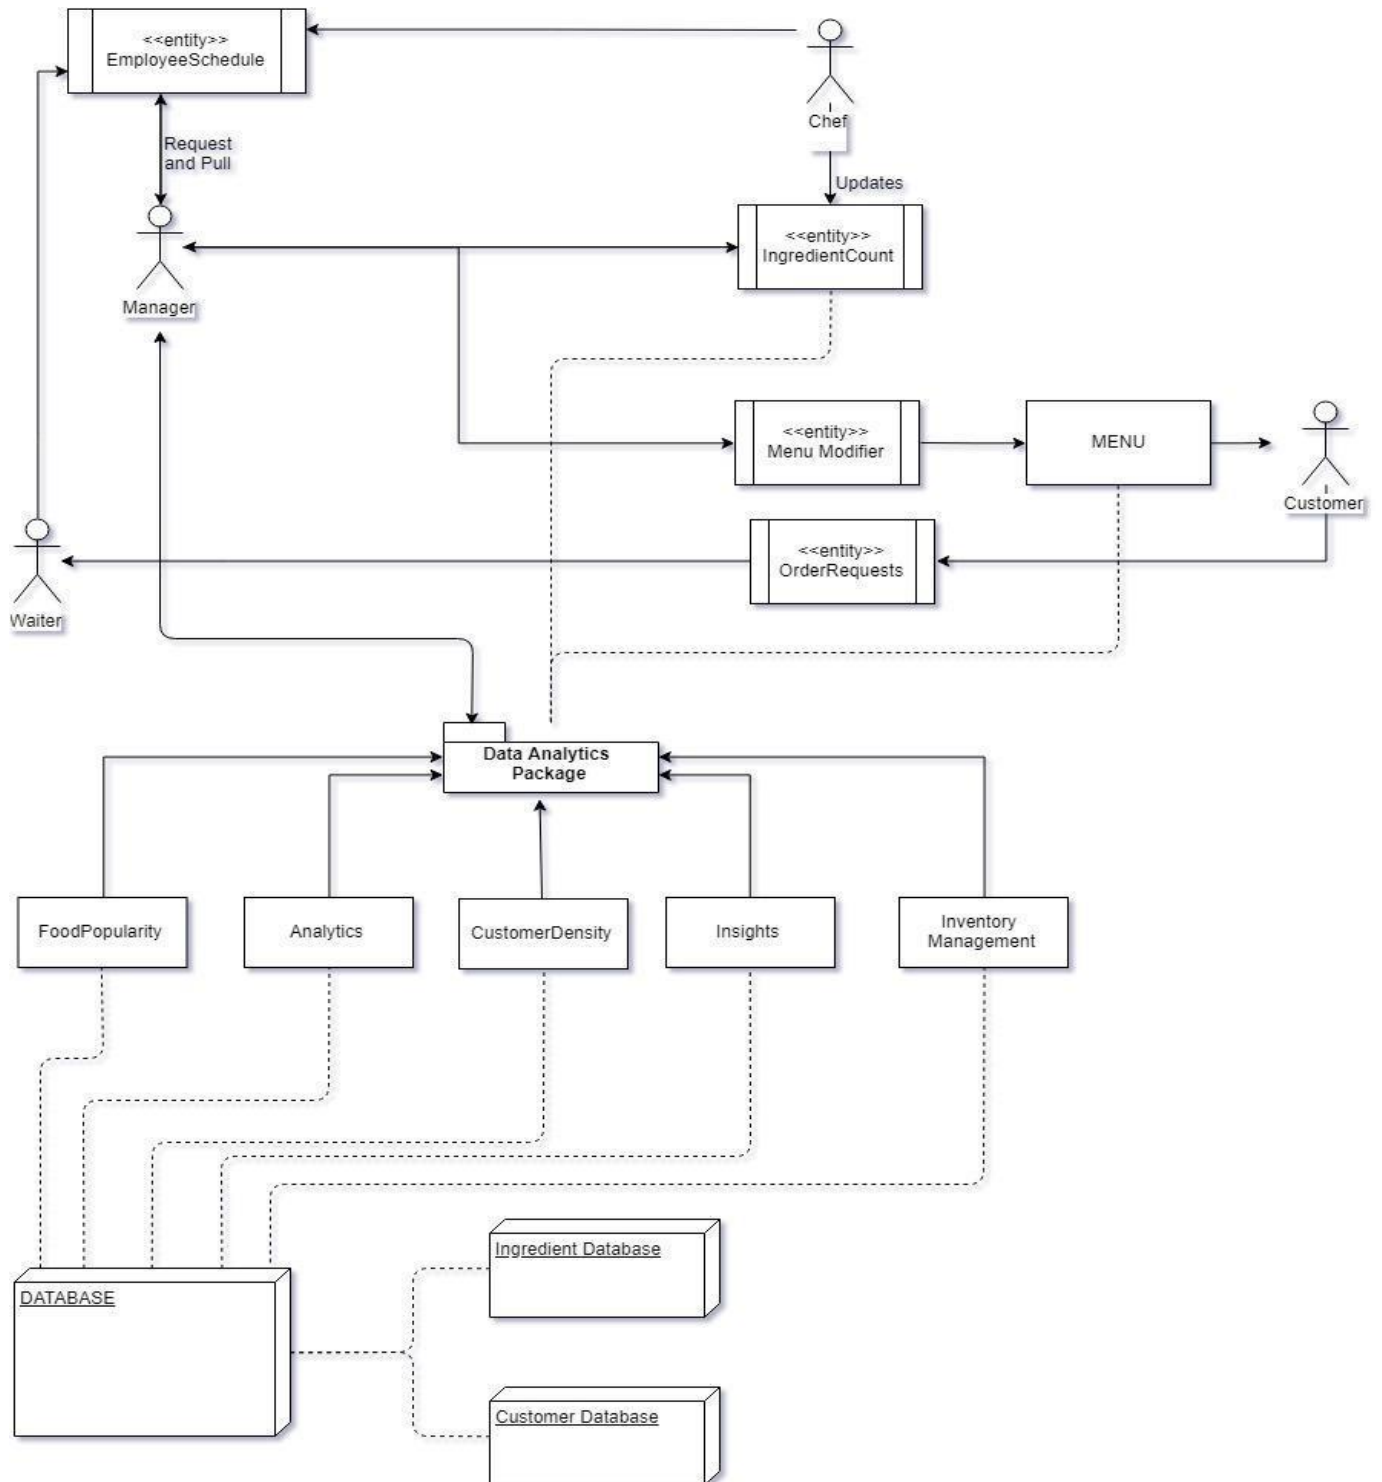 <<entity>>
EmployeeSchedule
Chef
Request
and Pull
Updates
<<entity>>
IngredientCount
Manager
<<entity>>
Menu Modifier
MENU
Customer
<<entity>>
OrderRequests
Waiter
Data Analytics
Package
FoodPopularity
Analytics
CustomerDensity
Insights
Inventory
Management
Ingredient Database
DATABASE
Customer Database